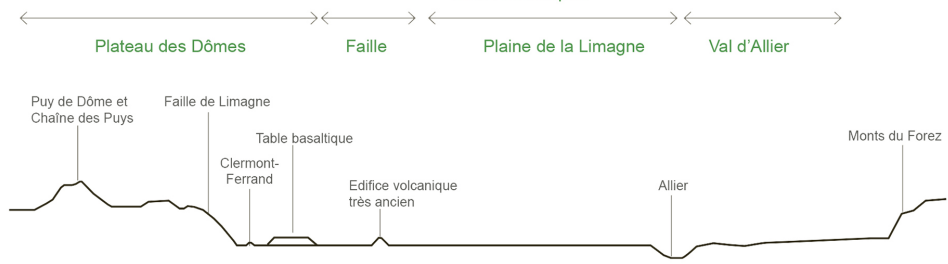 Plateau des Dômes
Faille
Plaine de la Limagne
Val d'Allier
Puy de Dôme et
Chaîne des Puys
Faille de Limagne
Table basaltique
Clermont-
Ferrand
Edifice volcanique
très ancien
Allier
Monts du Forez